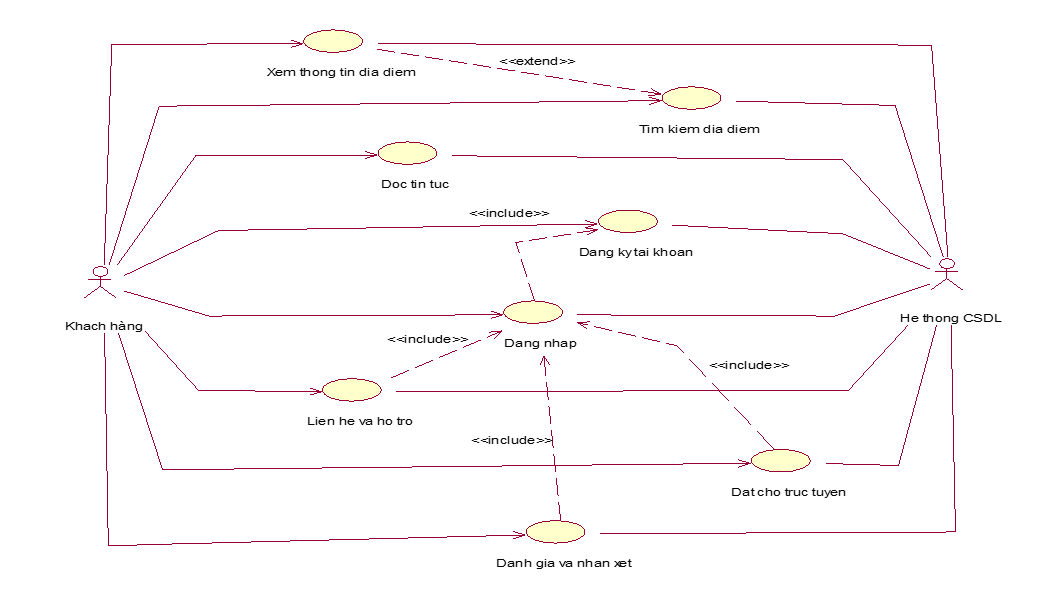 <<extend>>
Xem thong tin dia diem
Tim kiem dia diem
Doc tin tuc
<<include>>
Dang ky tai khoan
Khach hàng
He thong CSDL
<<include>>
Dang nhap
<<include>>
Lien he va ho tro
<<include>>
Dat cho truc tuyen
Danh gia va nhan xet